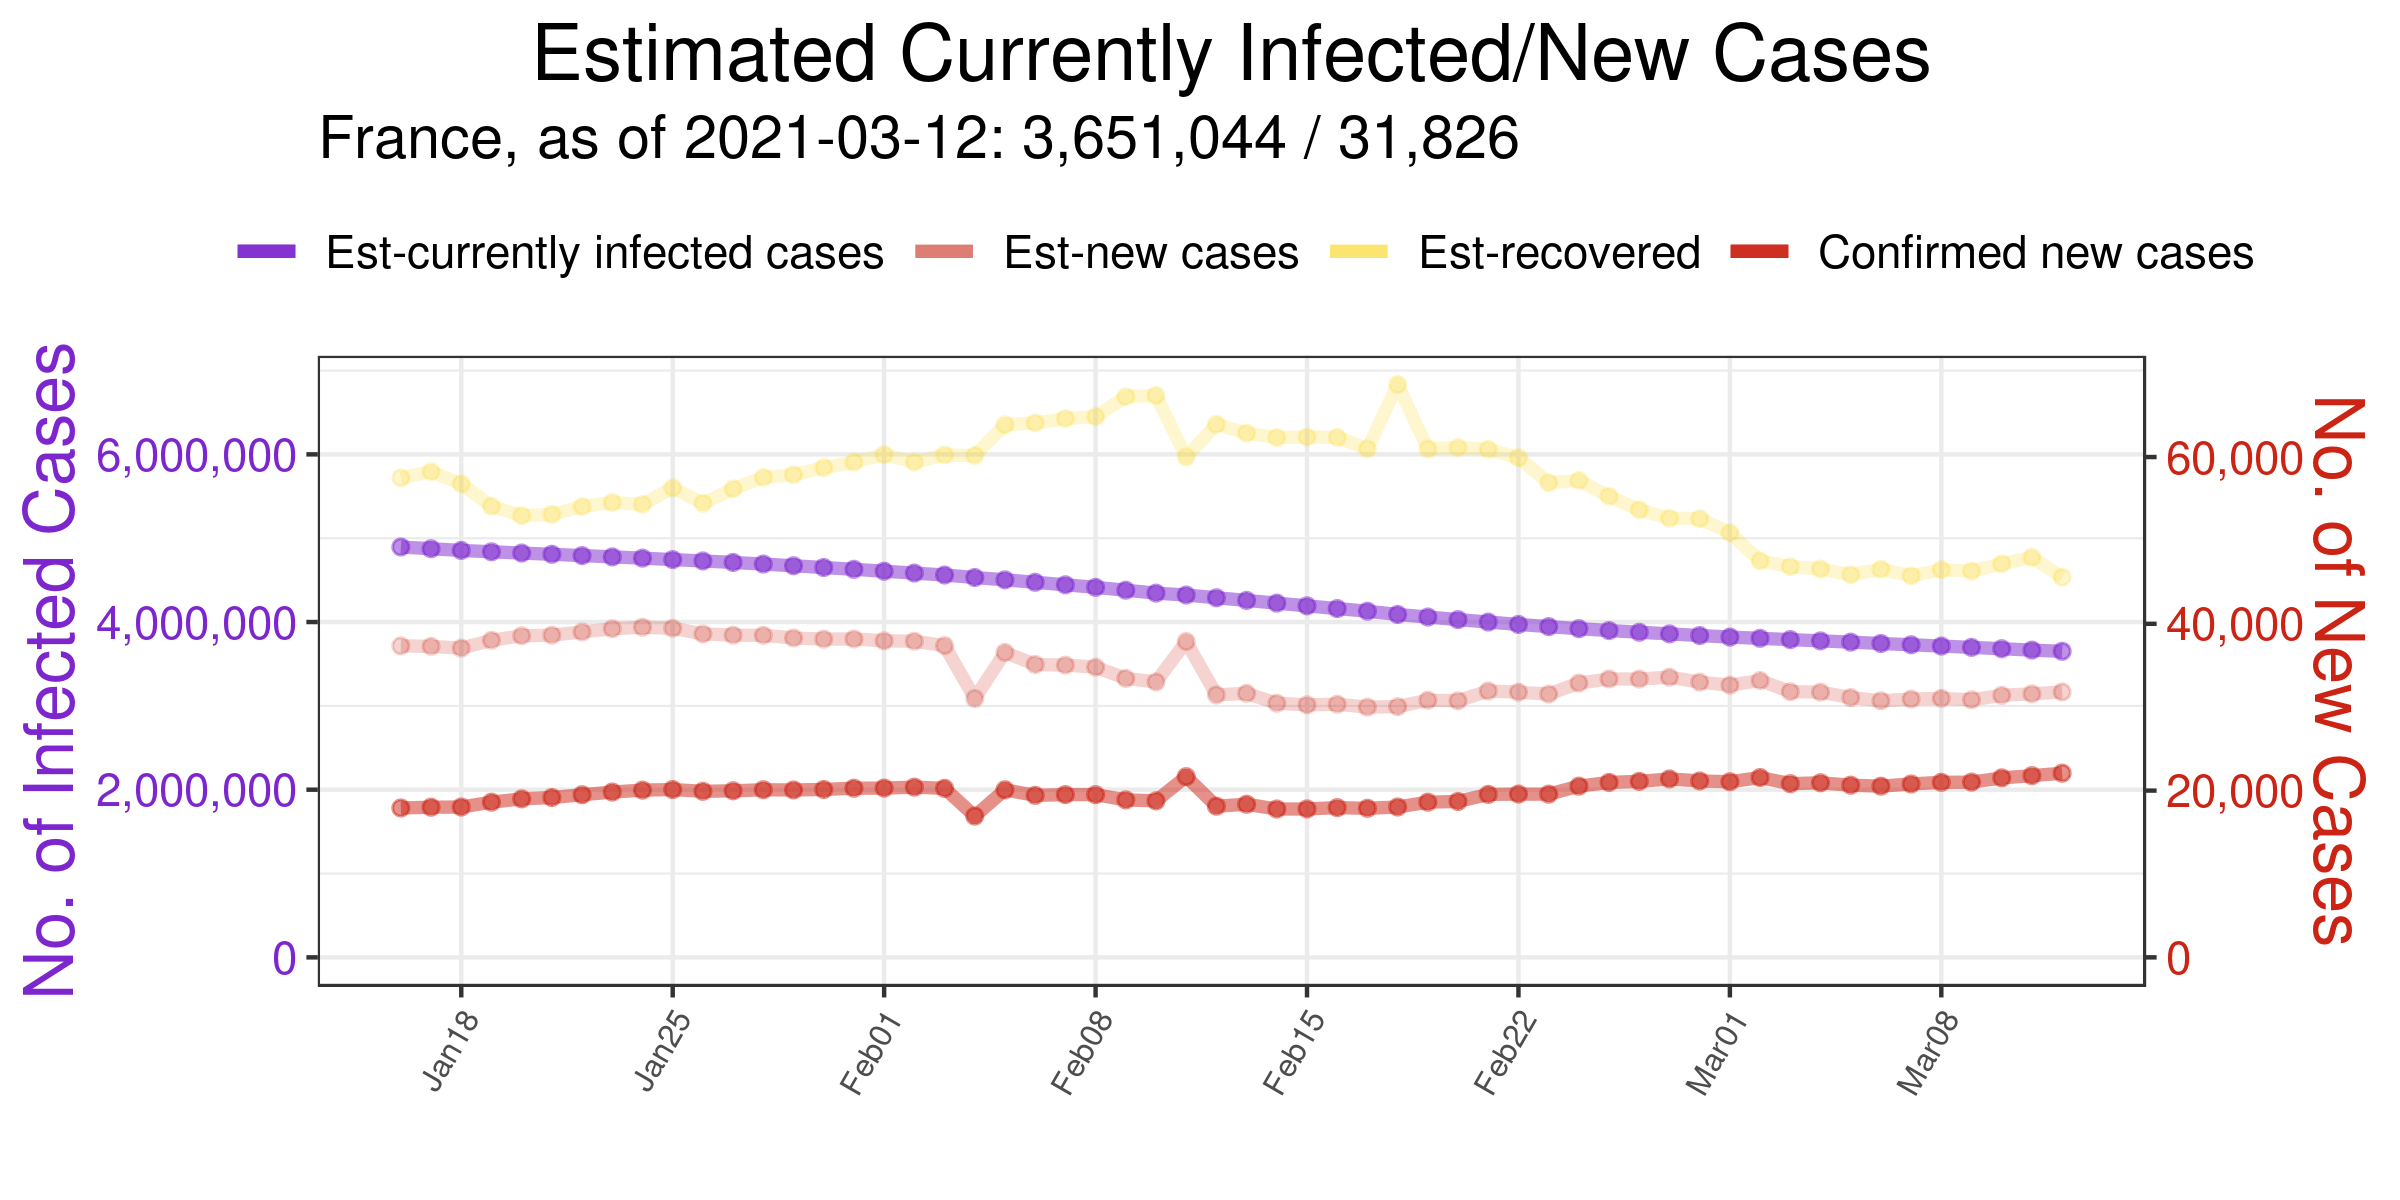 Estimated Currently Infected/New Cases
France, as of 2021-03-12: 3,651,044 / 31,826
Est-currently infected cases Est-new cases Est-recovered Confirmed new cases
No. of Infected Cases
6,000,000
4,000,000
2,000,000
0
No. of New Cases
60,000
40,000
20,000
0
Jan18 Jan25 Feb01 Feb08 Feb15 Feb22 Mar01 Mar08